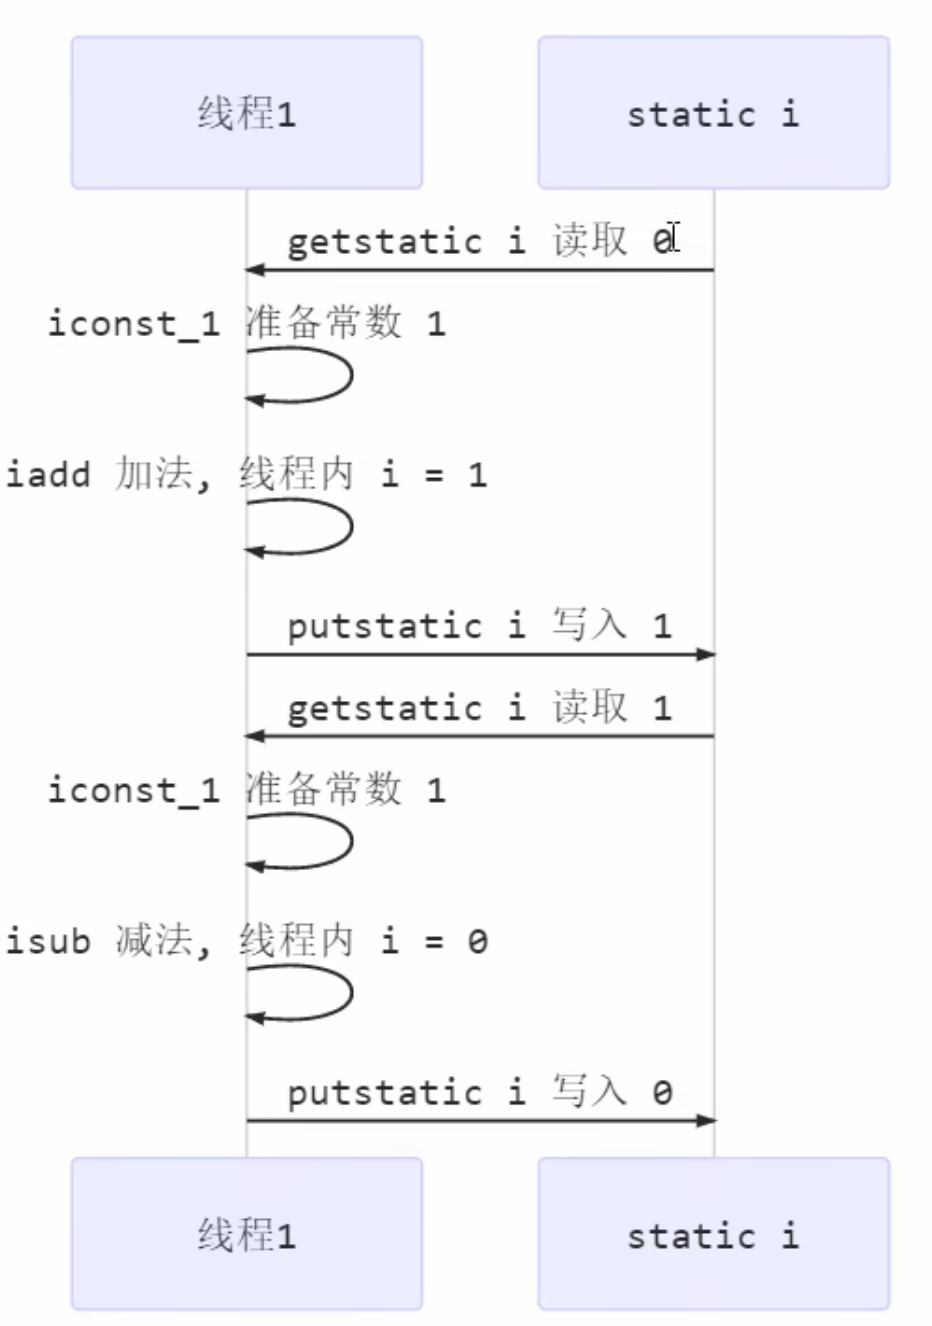 线程1
static i
getstatic i 读取 0
iconst_1 准备常数 1
iadd 加法, 线程内 i = 1
putstatic i 写入 1
getstatic i 读取 1
iconst_1 准备常数 1
isub 减法, 线程内 i = 0
putstatic i 写入 0
线程1
static i